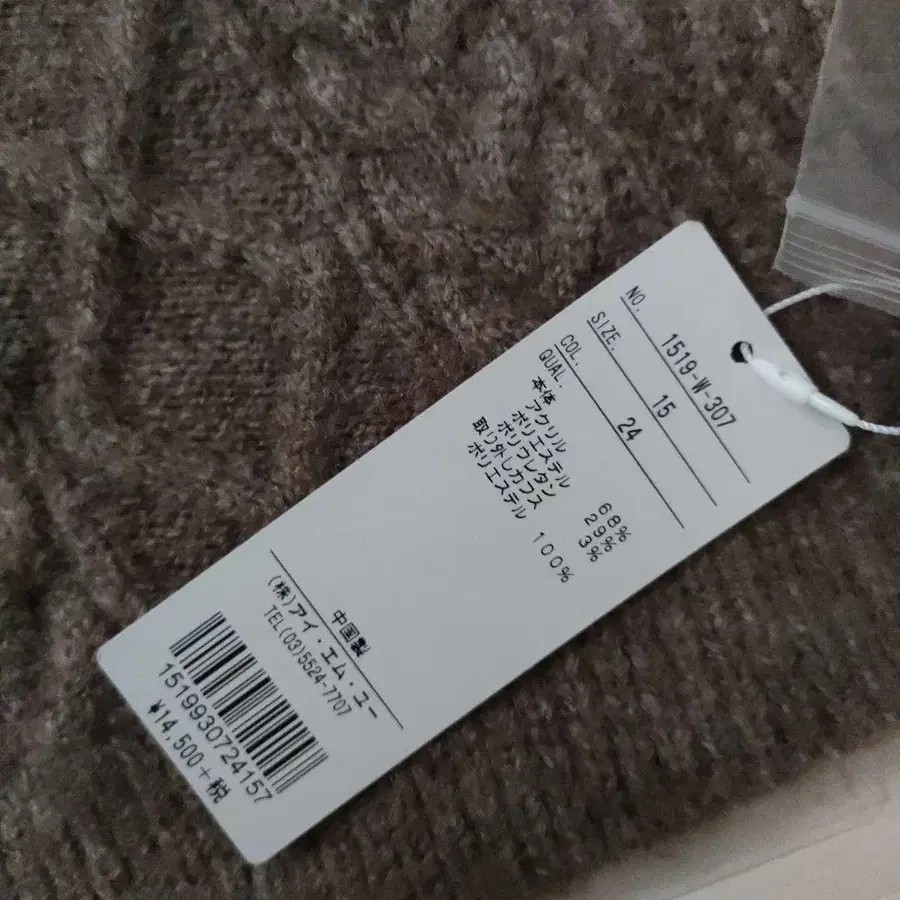 NO. 1519-W-307
SIZE. 15
COL. 24
QUAL.
本体
アクリル 68%
ポリエステル 29%
ポリウレタン 3%
取り外しカフス
ポリエステル 100%
中国製
(株)アイ・エム・ユー
TEL(03)5524-7707
1519930724157
¥14,500+税